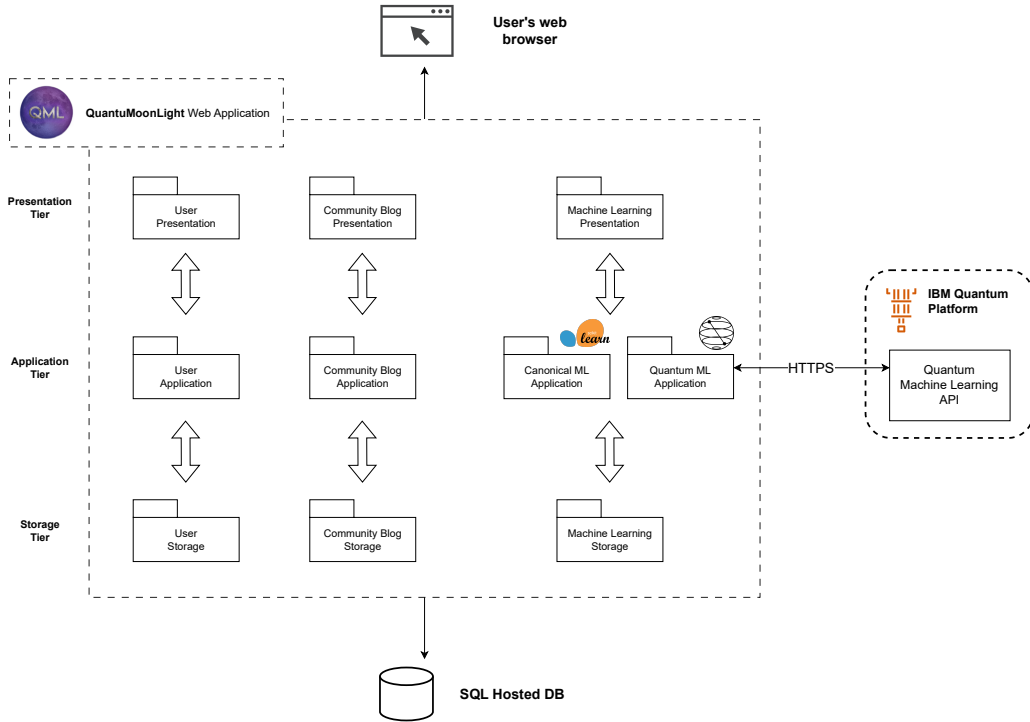 User's web
browser
QML
QuantuMoonLight Web Application
Presentation
Tier
User
Presentation
Community Blog
Presentation
Machine Learning
Presentation
IBM Quantum
Platform
learn
Application
Tier
User
Application
Community Blog
Application
Canonical ML
Application
Quantum ML
Application
HTTPS
Quantum
Machine Learning
API
Storage
Tier
User
Storage
Community Blog
Storage
Machine Learning
Storage
SQL Hosted DB